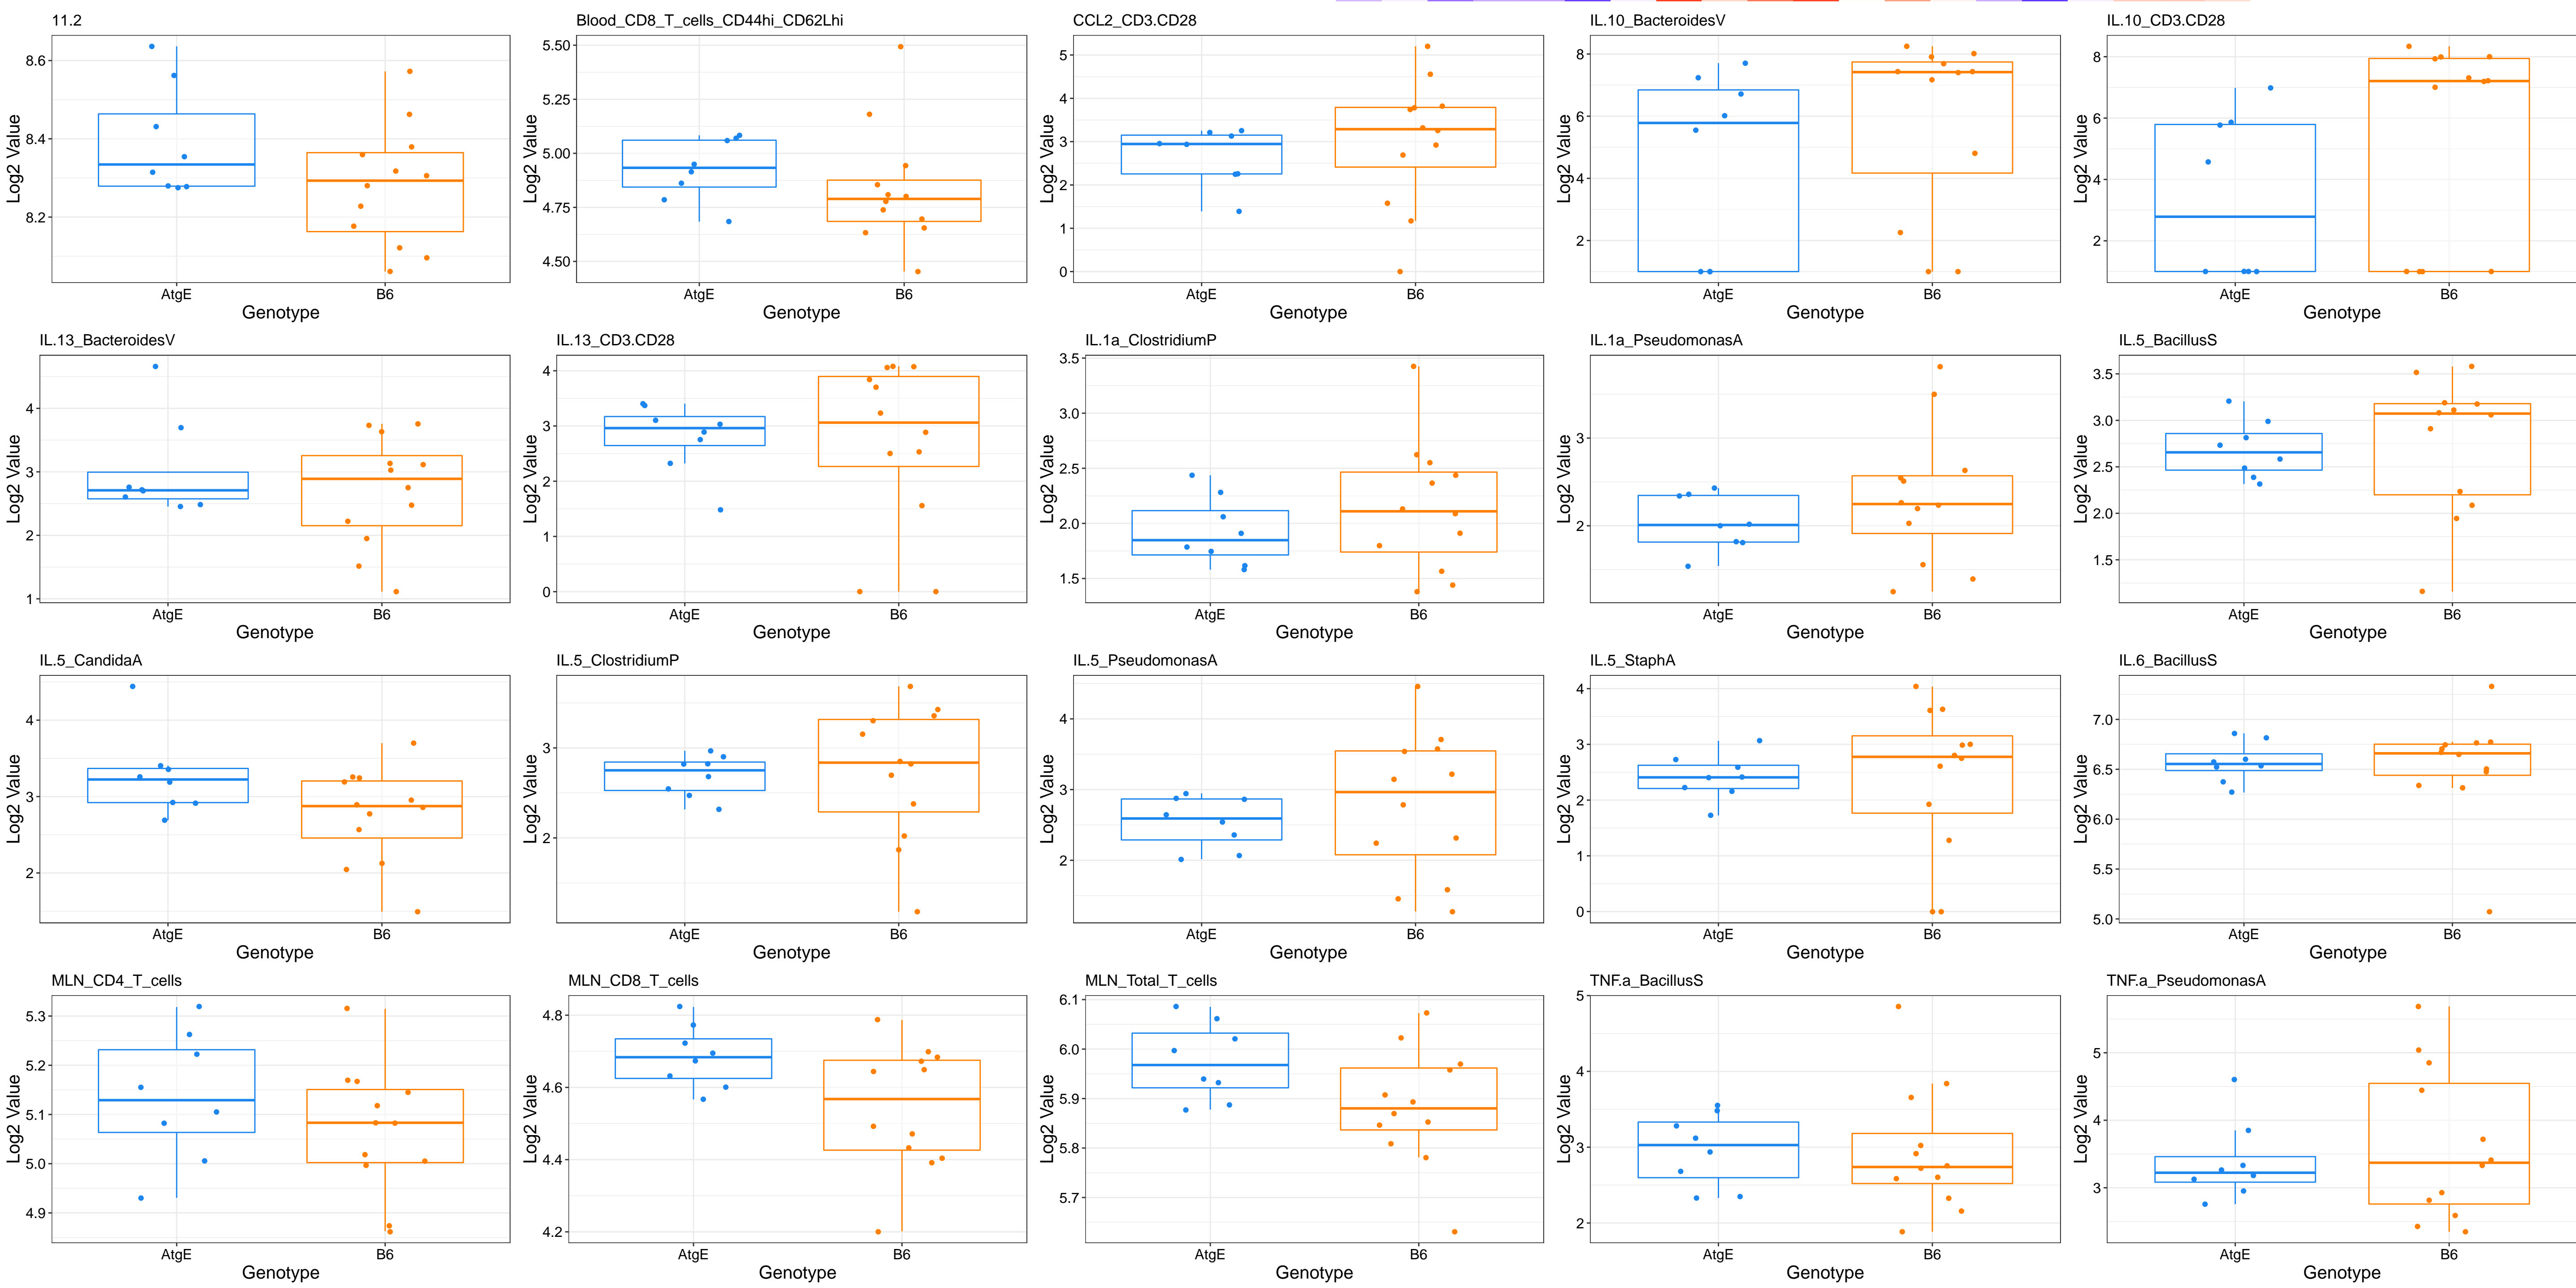 11.2
Blood_CD8_T_cells_CD44hi_CD62Lhi
CCL2_CD3.CD28
IL.10_BacteroidesV
IL.10_CD3.CD28
Log2 Value
8.6
8.4
8.2
AtgE
B6
Genotype
Log2 Value
5.50
5.25
5.00
4.75
4.50
AtgE
B6
Genotype
Log2 Value
5
4
3
2
1
0
AtgE
B6
Genotype
Log2 Value
8
6
4
2
AtgE
B6
Genotype
Log2 Value
8
6
4
2
AtgE
B6
Genotype
IL.13_BacteroidesV
IL.13_CD3.CD28
IL.1a_ClostridiumP
IL.1a_PseudomonasA
IL.5_BacillusS
Log2 Value
4
3
2
1
AtgE
B6
Genotype
Log2 Value
4
3
2
1
0
AtgE
B6
Genotype
Log2 Value
3.5
3.0
2.5
2.0
1.5
AtgE
B6
Genotype
Log2 Value
3
2
AtgE
B6
Genotype
Log2 Value
3.5
3.0
2.5
2.0
1.5
AtgE
B6
Genotype
IL.5_CandidaA
IL.5_ClostridiumP
IL.5_PseudomonasA
IL.5_StaphA
IL.6_BacillusS
Log2 Value
4
3
2
AtgE
B6
Genotype
Log2 Value
3
2
AtgE
B6
Genotype
Log2 Value
4
3
2
AtgE
B6
Genotype
Log2 Value
4
3
2
1
0
AtgE
B6
Genotype
Log2 Value
7.0
6.5
6.0
5.5
5.0
AtgE
B6
Genotype
MLN_CD4_T_cells
MLN_CD8_T_cells
MLN_Total_T_cells
TNF.a_BacillusS
TNF.a_PseudomonasA
Log2 Value
5.3
5.2
5.1
5.0
4.9
AtgE
B6
Genotype
Log2 Value
4.8
4.6
4.4
4.2
AtgE
B6
Genotype
Log2 Value
6.1
6.0
5.9
5.8
5.7
AtgE
B6
Genotype
Log2 Value
5
4
3
2
AtgE
B6
Genotype
Log2 Value
5
4
3
AtgE
B6
Genotype